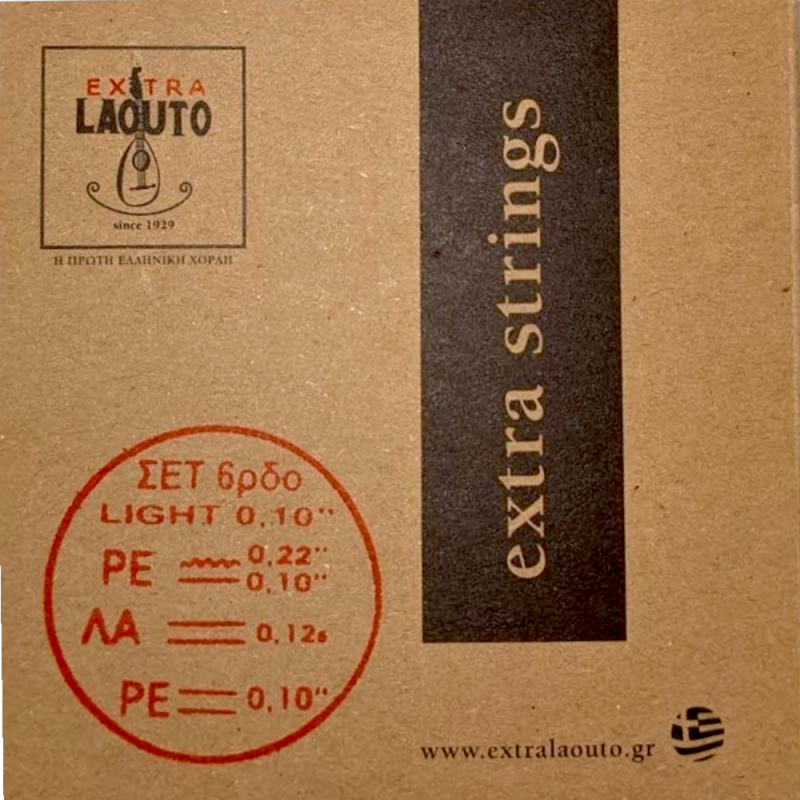 EXTRA
LAOUTO
since 1929
Η ΠΡΩΤΗ ΕΛΛΗΝΙΚΗ ΧΟΡΔΗ
extra strings
ΣΕΤ 6ρδο
LIGHT 0,10"
ΡΕ 0,22"
0,10"
ΛΑ 0,12s
ΡΕ 0,10"
www.extralaouto.gr